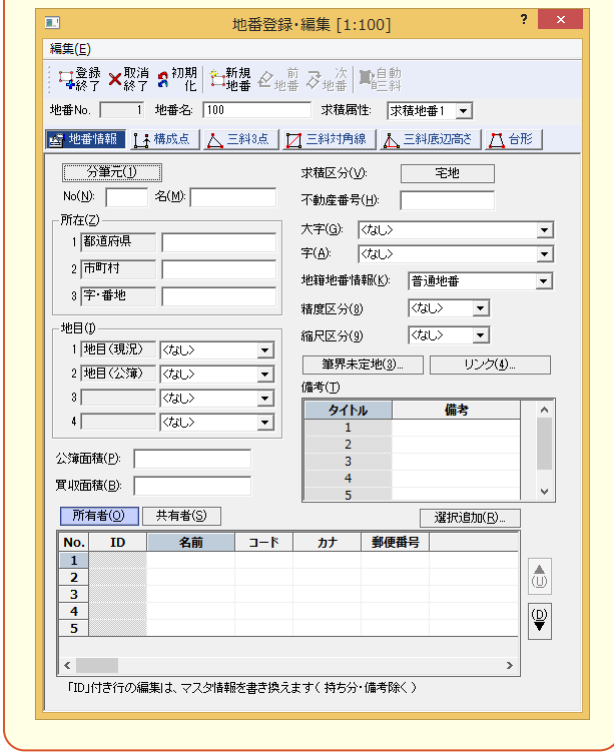 地番登録・編集 [1:100]
? ×
編集(E)
登録終了 取消終了 初期化 新規地番 前地番 次地番 自動三斜
地番No. 1 地番名: 100 求積属性: 求積地番1
地番情報 構成点 三斜3点 三斜対角線 三斜底辺高さ 台形
分筆元(1)
No(N): 名(M):
所在(Z)
1 都道府県
2 市町村
3 字・番地
地目(I)
1 地目(現況) <なし>
2 地目(公簿) <なし>
3 <なし>
4 <なし>
公簿面積(P):
買収面積(B):
求積区分(V): 宅地
不動産番号(H):
大字(G): <なし>
字(A): <なし>
地籍地番情報(K): 普通地番
精度区分(8) <なし>
縮尺区分(9) <なし>
筆界未定地(3)... リンク(4)...
備考(T)
タイトル 備考
1
2
3
4
5
所有者(O) 共有者(S) 選択追加(R)...
No. ID 名前 コード カナ 郵便番号
1
2
3
4
5
(U)
(D)
「ID」付き行の編集は、マスタ情報を書き換えます(持ち分・備考除く)